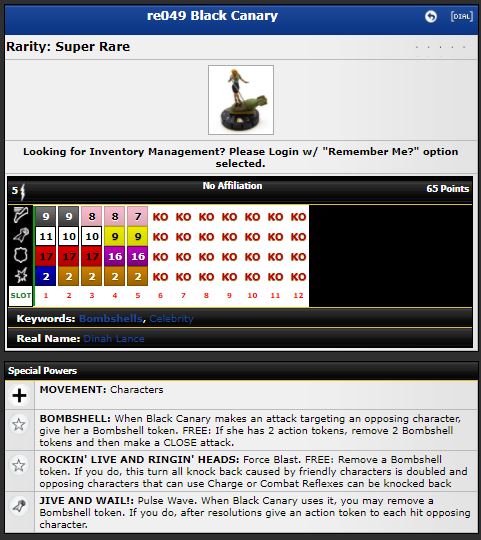 re049 Black Canary [DIAL]
Rarity: Super Rare
Looking for Inventory Management? Please Login w/ "Remember Me?" option
selected.
5 No Affiliation 65 Points
9 9 8 8 7 KO KO KO KO KO KO KO
11 10 10 9 9 KO KO KO KO KO KO KO
17 17 17 16 16 KO KO KO KO KO KO KO
2 2 2 2 2 KO KO KO KO KO KO KO
SLOT 1 2 3 4 5 6 7 8 9 10 11 12
Keywords: Bombshells, Celebrity
Real Name: Dinah Lance
Special Powers
MOVEMENT: Characters
BOMBSHELL: When Black Canary makes an attack targeting an opposing character,
give her a Bombshell token. FREE: If she has 2 action tokens, remove 2 Bombshell
tokens and then make a CLOSE attack.
ROCKIN' LIVE AND RINGIN' HEADS: Force Blast. FREE: Remove a Bombshell
token. If you do, this turn all knock back caused by friendly characters is doubled and
opposing characters that can use Charge or Combat Reflexes can be knocked back
JIVE AND WAIL!: Pulse Wave. When Black Canary uses it, you may remove a
Bombshell token. If you do, after resolutions give an action token to each hit opposing
character.